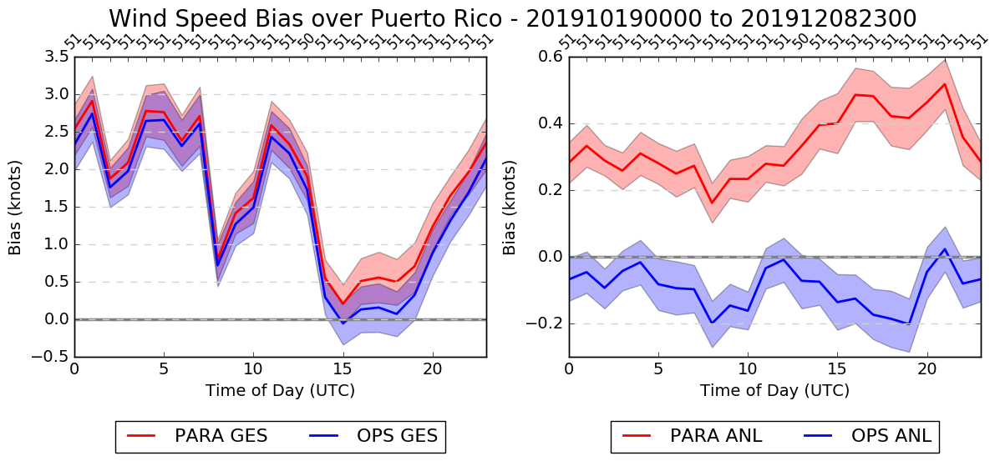 Wind Speed Bias over Puerto Rico - 201910190000 to 201912082300
51 51 51 51 51 51 51 51 51 51 51 51 51 50 51 51 51 51 51 51 51 51 51 51
51 51 51 51 51 51 51 51 51 51 51 51 51 50 51 51 51 51 51 51 51 51 51 51
3.5
3.0
2.5
2.0
1.5
1.0
0.5
0.0
−0.5
Bias (knots)
0 5 10 15 20
Time of Day (UTC)
PARA GES OPS GES
0.6
0.4
0.2
0.0
−0.2
Bias (knots)
0 5 10 15 20
Time of Day (UTC)
PARA ANL OPS ANL